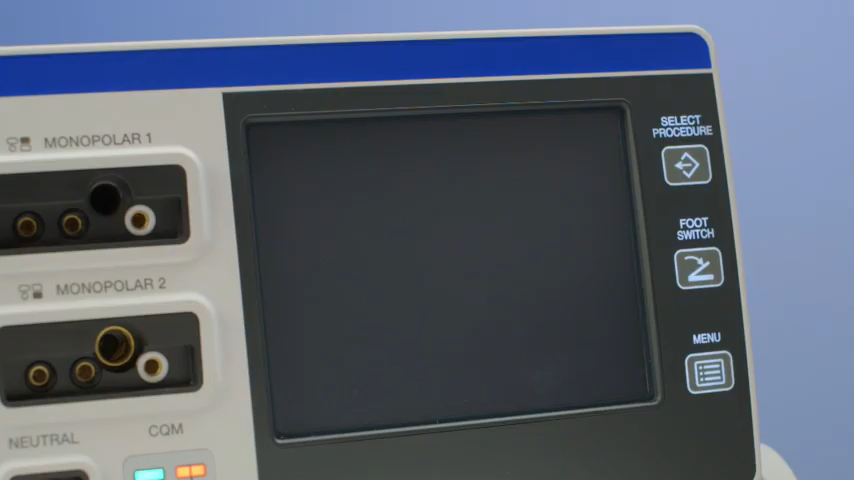 MONOPOLAR 1
MONOPOLAR 2
NEUTRAL
CQM
SELECT
PROCEDURE
FOOT
SWITCH
MENU